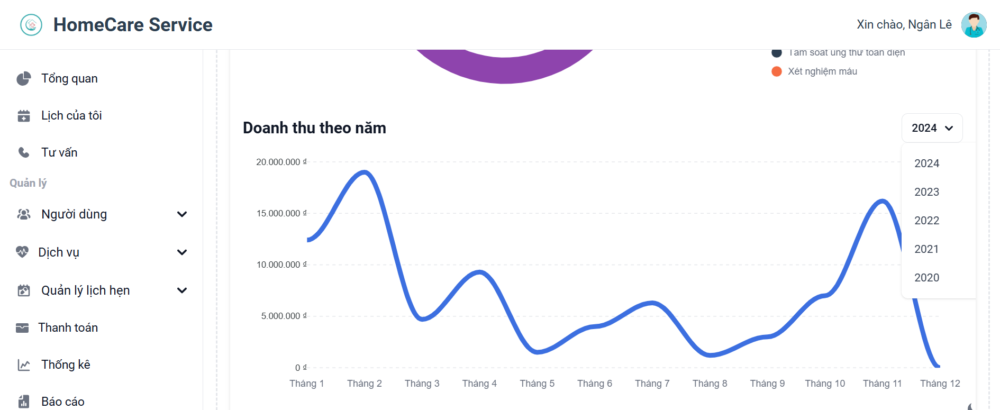 HomeCare Service
Xin chào, Ngân Lê
Tổng quan
Lịch của tôi
Tư vấn
Quản lý
Người dùng
Dịch vụ
Quản lý lịch hẹn
Thanh toán
Thống kê
Báo cáo
Tầm soát ung thư toàn diện
Xét nghiệm máu
Doanh thu theo năm
2024
2024
2023
2022
2021
2020
20.000.000 ₫
15.000.000 ₫
10.000.000 ₫
5.000.000 ₫
0 ₫
Tháng 1 Tháng 2 Tháng 3 Tháng 4 Tháng 5 Tháng 6 Tháng 7 Tháng 8 Tháng 9 Tháng 10 Tháng 11 Tháng 12